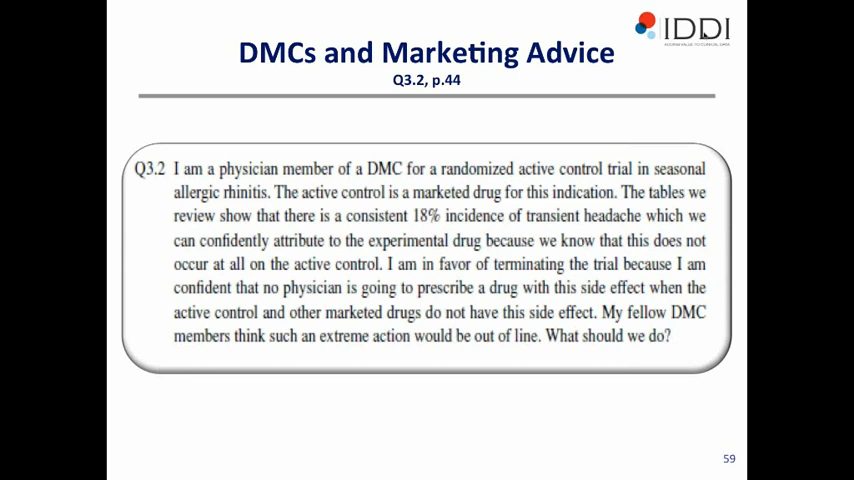 IDDI
DMCs and Marketing Advice
Q3.2, p.44
Q3.2 I am a physician member of a DMC for a randomized active control trial in seasonal
allergic rhinitis. The active control is a marketed drug for this indication. The tables we
review show that there is a consistent 18% incidence of transient headache which we
can confidently attribute to the experimental drug because we know that this does not
occur at all on the active control. I am in favor of terminating the trial because I am
confident that no physician is going to prescribe a drug with this side effect when the
active control and other marketed drugs do not have this side effect. My fellow DMC
members think such an extreme action would be out of line. What should we do?
59